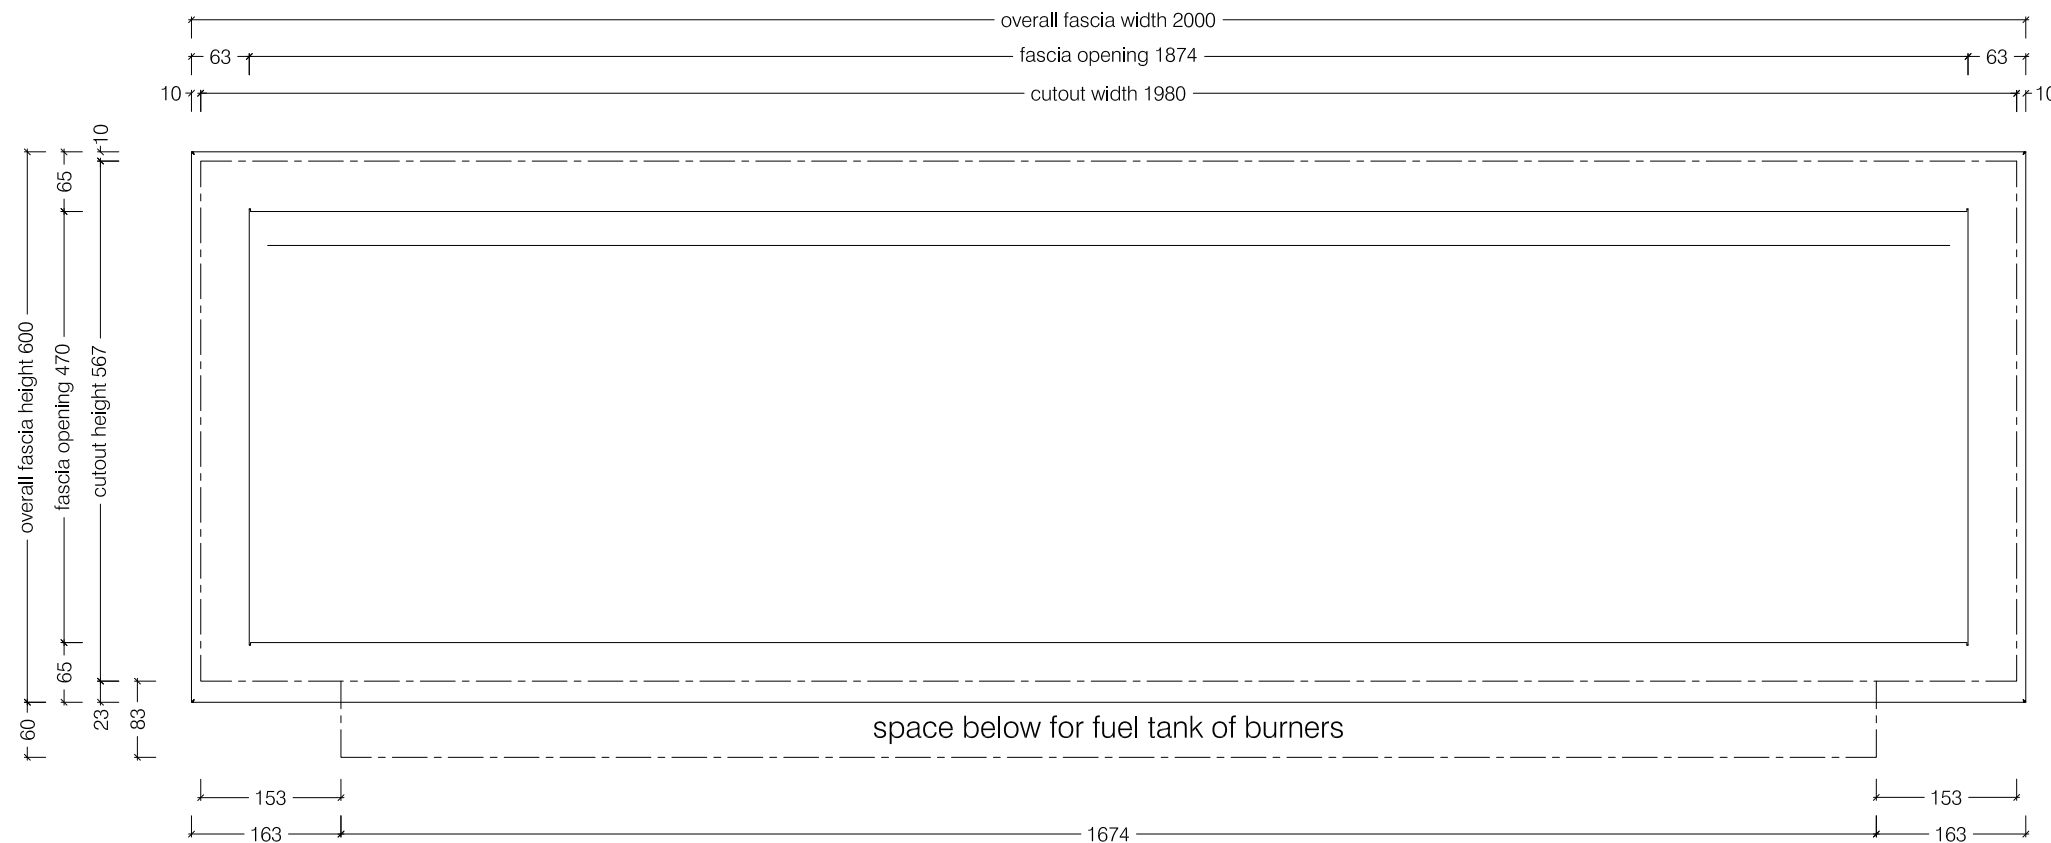 overall fascia width 2000
63
fascia opening 1874
63
10
cutout width 1980
10
10
65
overall fascia height 600
fascia opening 470
cutout height 567
65
60
23
83
space below for fuel tank of burners
153
153
163
1674
163